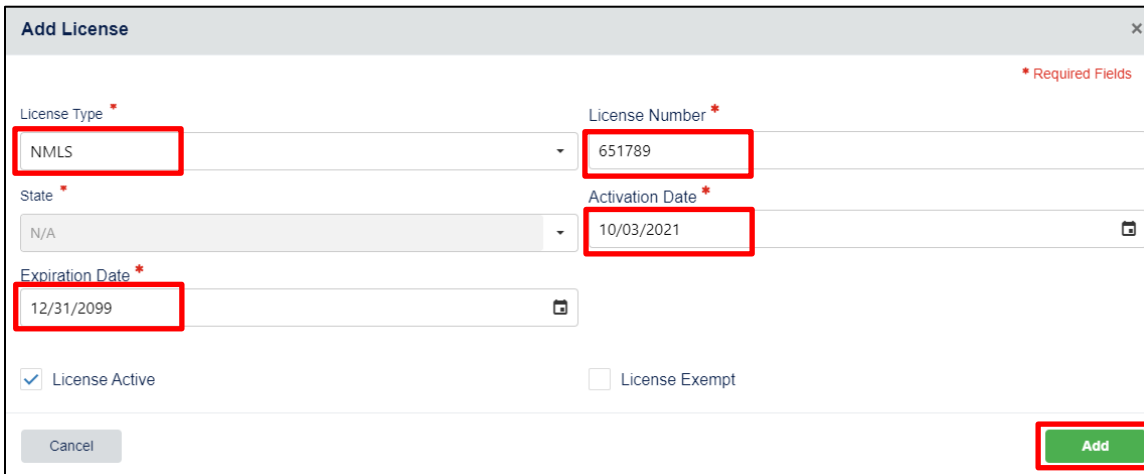 Add License ×
* Required Fields
License Type * License Number *
NMLS 651789
State * Activation Date *
N/A 10/03/2021
Expiration Date *
12/31/2099
License Active License Exempt
Cancel Add